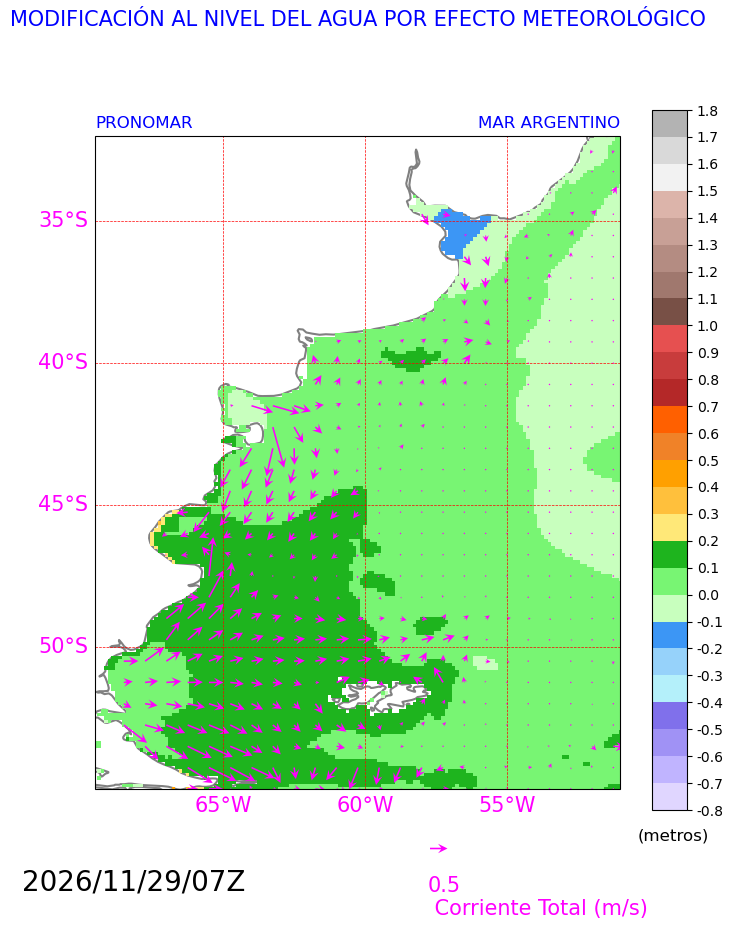 MODIFICACIÓN AL NIVEL DEL AGUA POR EFECTO METEOROLÓGICO
PRONOMAR
MAR ARGENTINO
35°S
40°S
45°S
50°S
65°W
60°W
55°W
1.8
1.7
1.6
1.5
1.4
1.3
1.2
1.1
1.0
0.9
0.8
0.7
0.6
0.5
0.4
0.3
0.2
0.1
0.0
-0.1
-0.2
-0.3
-0.4
-0.5
-0.6
-0.7
-0.8
(metros)
2026/11/29/07Z
0.5
Corriente Total (m/s)